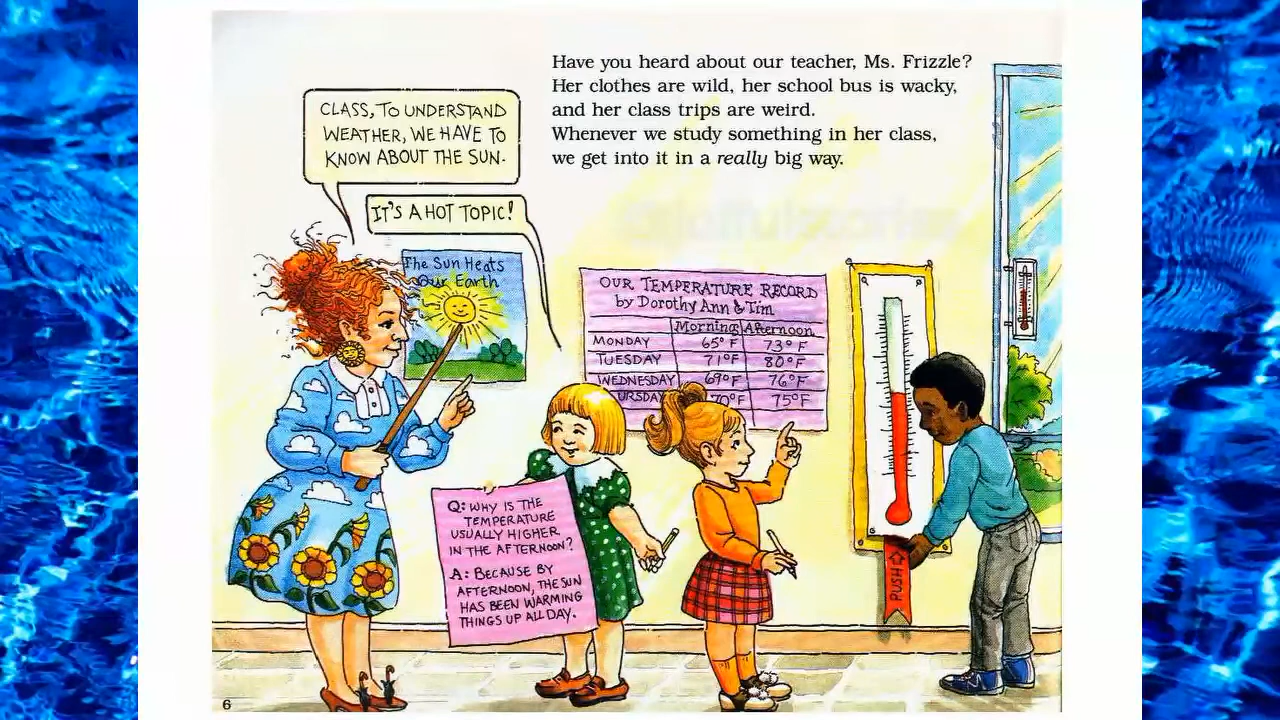 Have you heard about our teacher, Ms. Frizzle?
Her clothes are wild, her school bus is wacky,
and her class trips are weird.
Whenever we study something in her class,
we get into it in a really big way.
CLASS, TO UNDERSTAND
WEATHER, WE HAVE TO
KNOW ABOUT THE SUN.
IT'S A HOT TOPIC!
The Sun Heats
Our Earth
OUR TEMPERATURE RECORD
by Dorothy Ann & Tim
Morning Afternoon
MONDAY 65°F 73°F
TUESDAY 71°F 80°F
WEDNESDAY 69°F 76°F
URSDAY 70°F 75°F
Q: WHY IS THE
TEMPERATURE
USUALLY HIGHER
IN THE AFTERNOON?
A: BECAUSE BY
AFTERNOON, THE SUN
HAS BEEN WARMING
THINGS UP ALL DAY.
PUSH
6